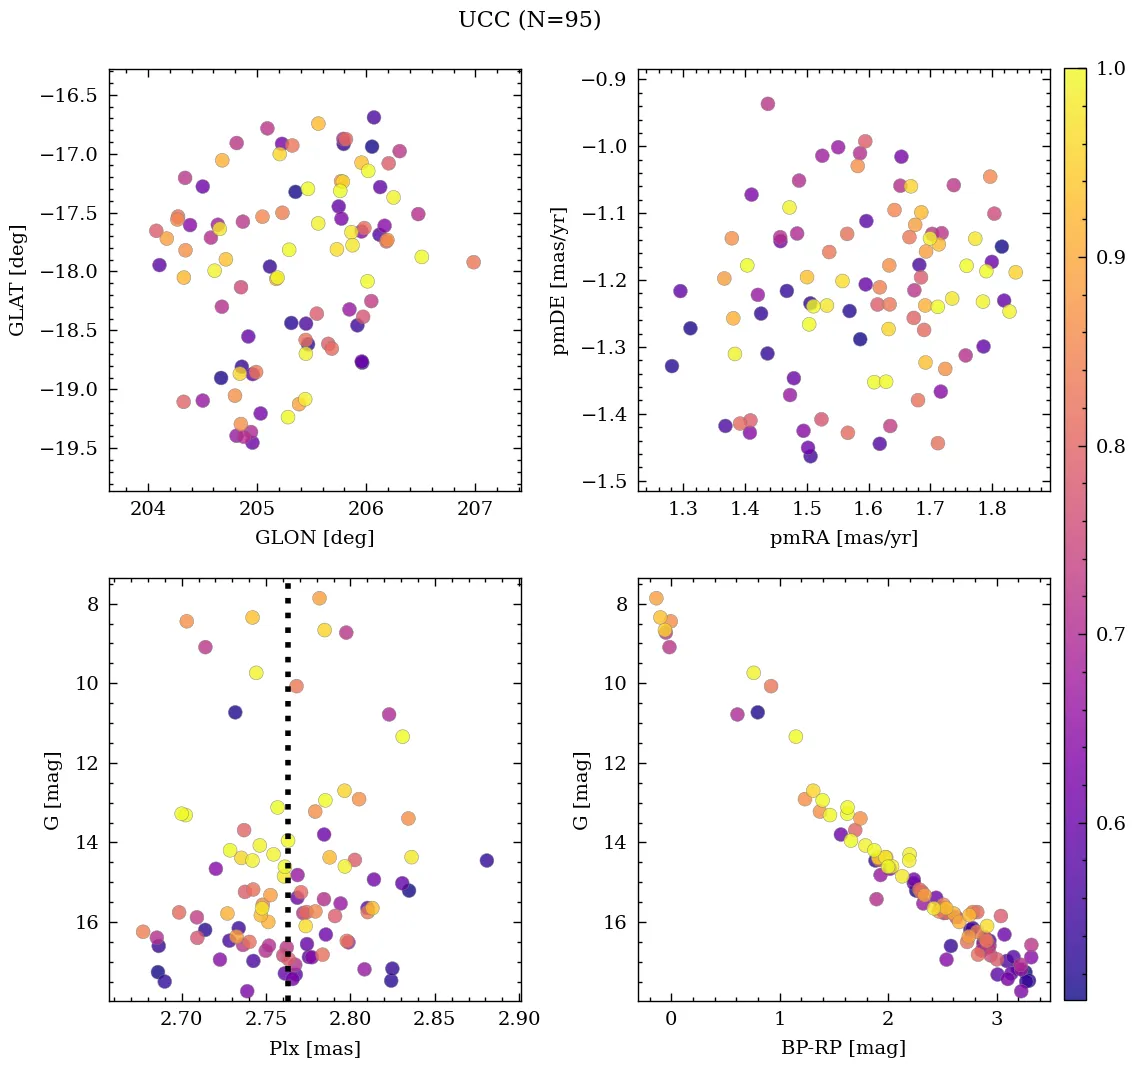 UCC (N=95)
−16.5
−17.0
−17.5
−18.0
−18.5
−19.0
−19.5
GLAT [deg]
204 205 206 207
GLON [deg]
−0.9
−1.0
−1.1
−1.2
−1.3
−1.4
−1.5
pmDE [mas/yr]
1.3 1.4 1.5 1.6 1.7 1.8
pmRA [mas/yr]
8
10
12
14
16
G [mag]
2.70 2.75 2.80 2.85 2.90
Plx [mas]
8
10
12
14
16
G [mag]
0 1 2 3
BP-RP [mag]
1.0
0.9
0.8
0.7
0.6